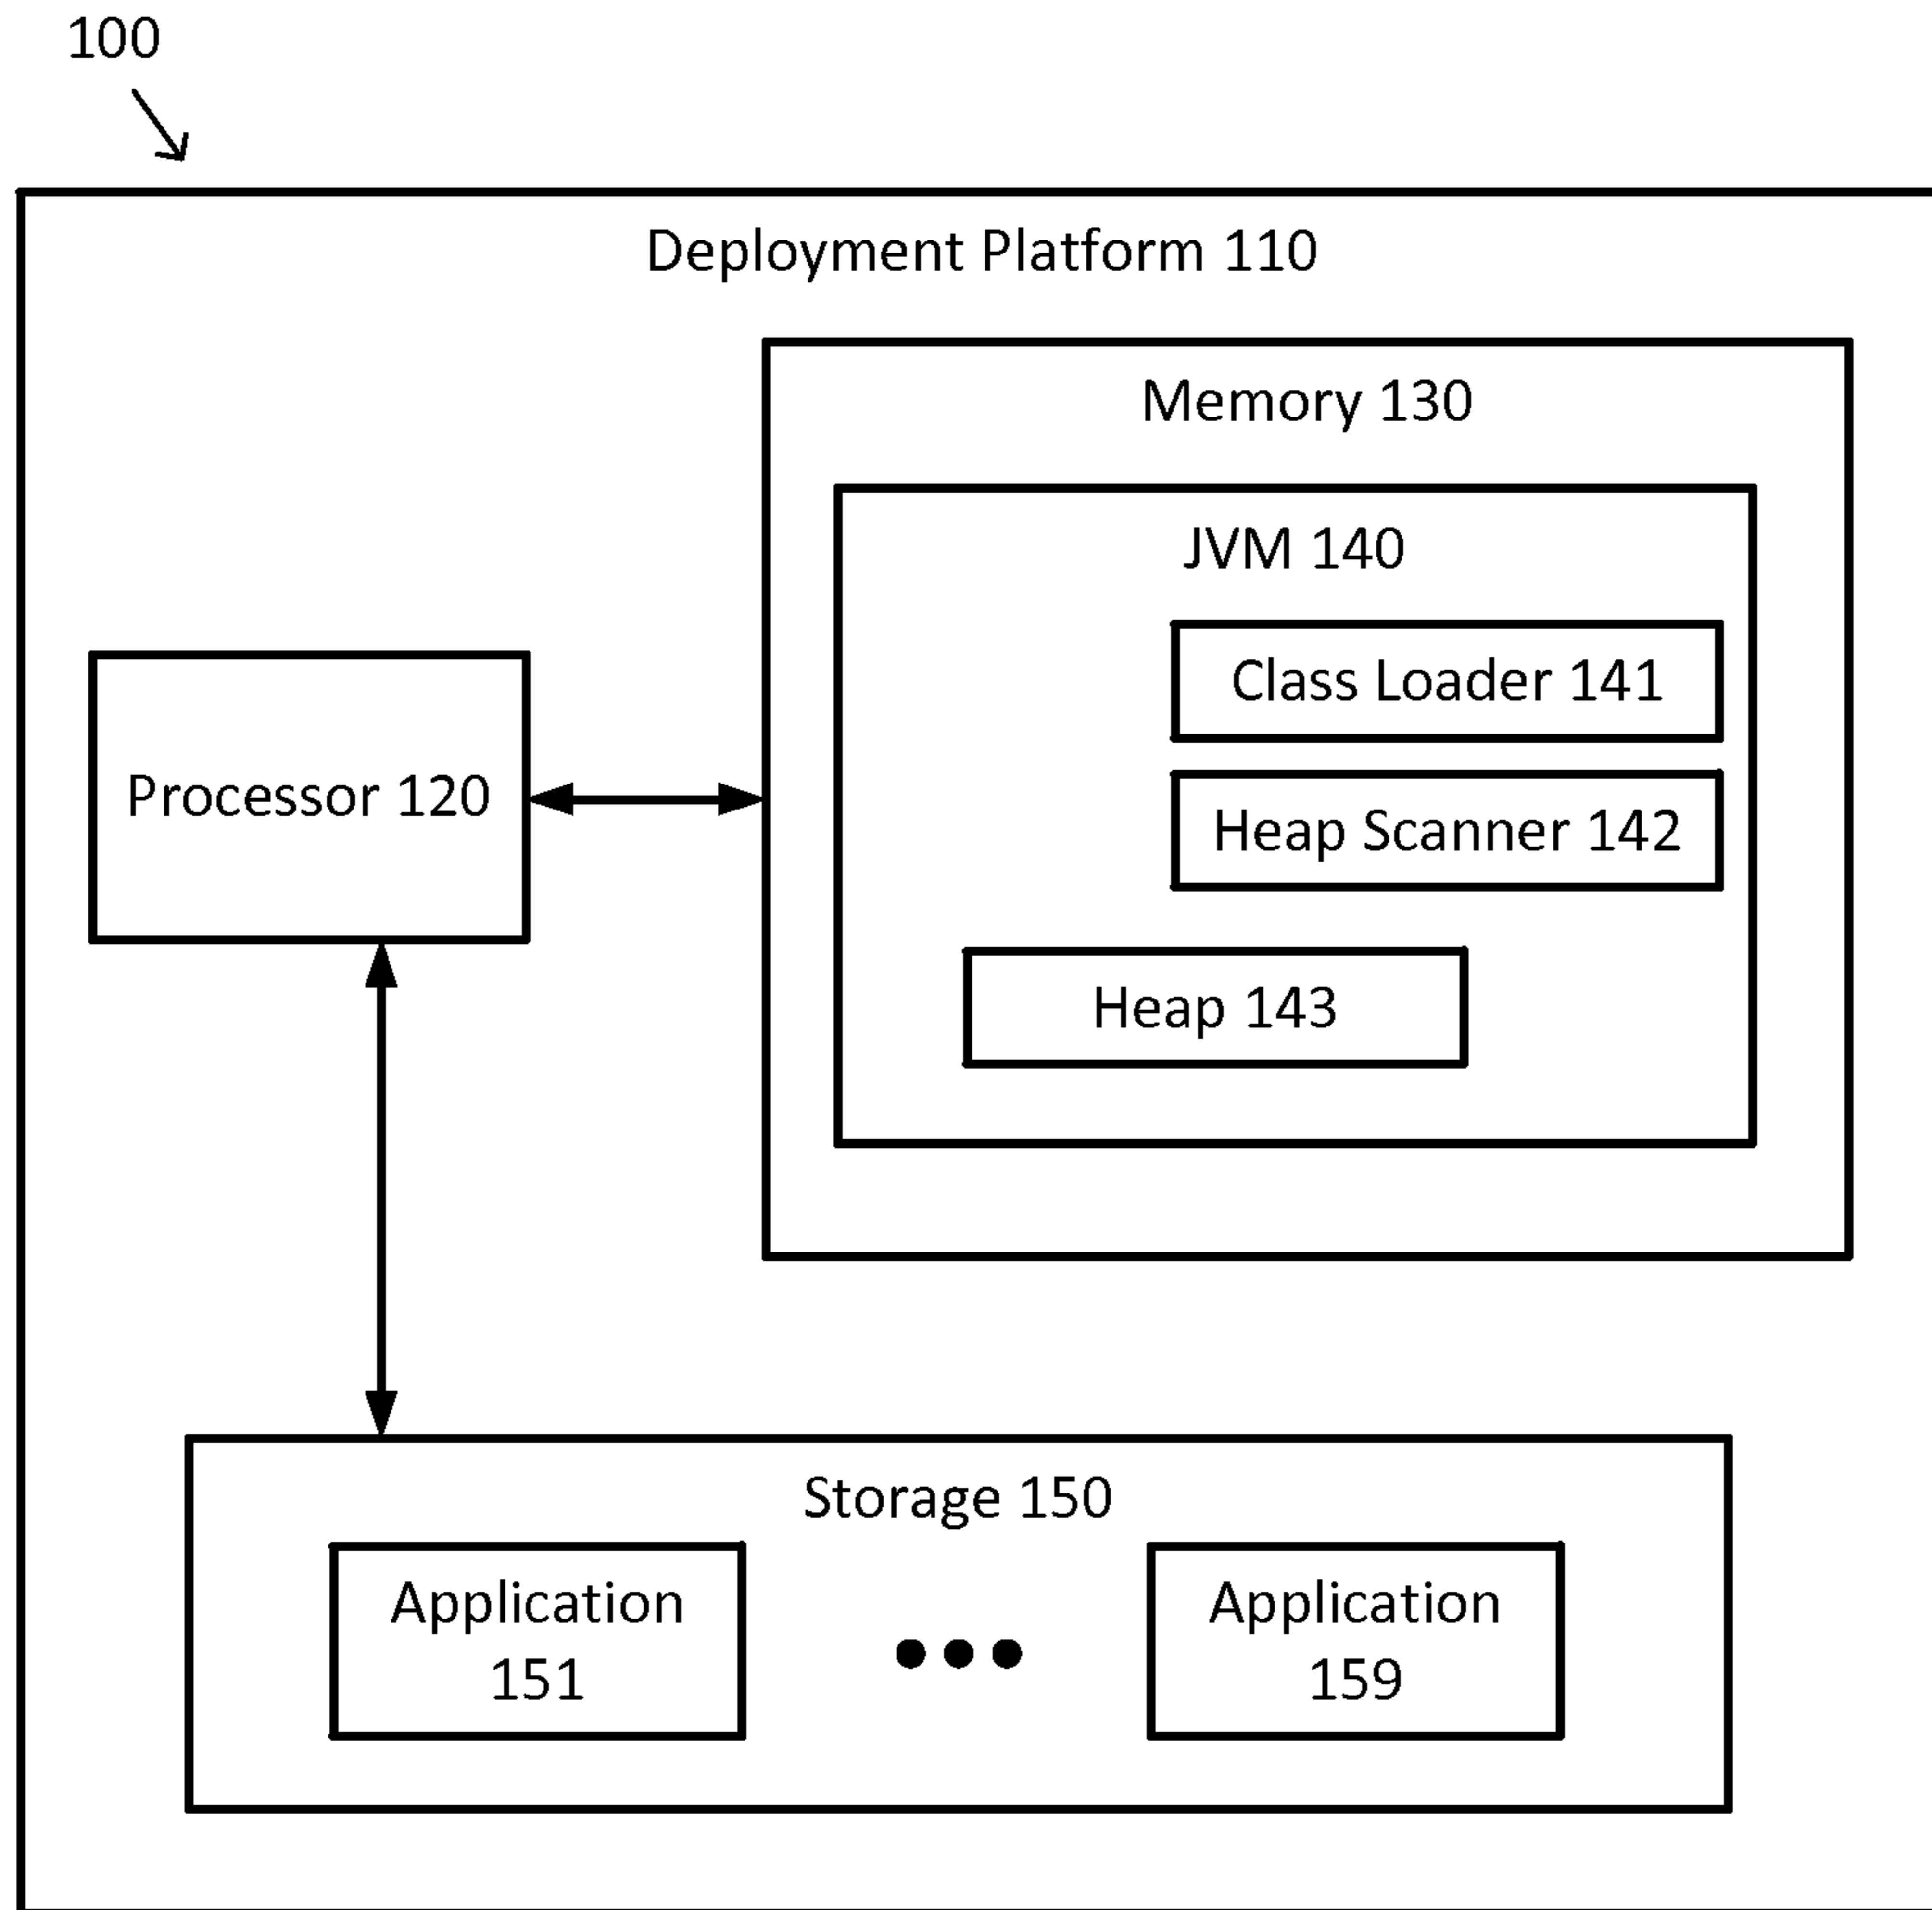 100
Deployment Platform 110
Memory 130
JVM 140
Class Loader 141
Processor 120
Heap Scanner 142
Heap 143
Storage 150
Application
151
Application
159